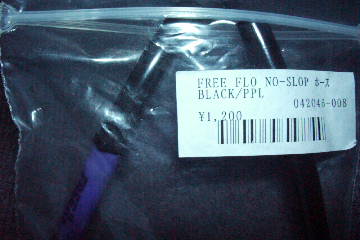 FREE FLO NO-SLOP ホース
BLACK/PPL
042046-008
¥1,200